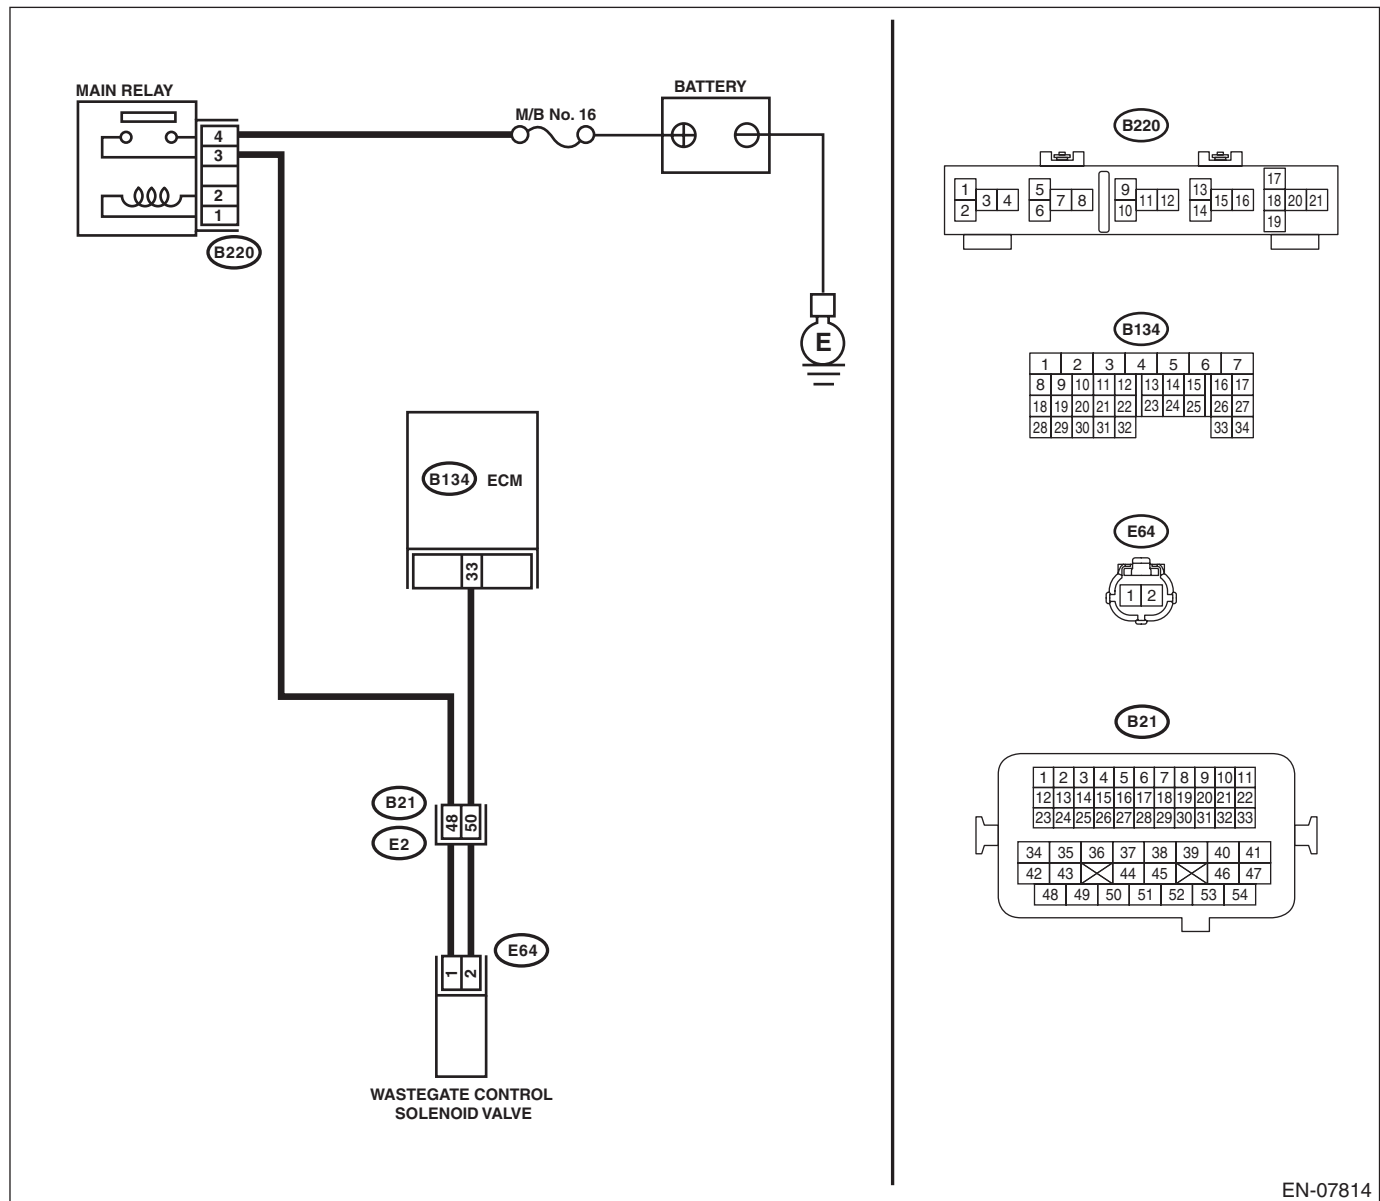 MAIN RELAY
4
3
2
1
B220
M/B No. 16
BATTERY
E
B134 ECM
33
B21
E2
48 50
E64
1 2
WASTEGATE CONTROL
SOLENOID VALVE
B220
1 2 3 4 5 6 7 8 9 10 11 12 13 14 15 16 17 18 19 20 21
B134
1 2 3 4 5 6 7
8 9 10 11 12 13 14 15 16 17
18 19 20 21 22 23 24 25 26 27
28 29 30 31 32 33 34
E64
1 2
B21
1 2 3 4 5 6 7 8 9 10 11
12 13 14 15 16 17 18 19 20 21 22
23 24 25 26 27 28 29 30 31 32 33
34 35 36 37 38 39 40 41
42 43 44 45 46 47
48 49 50 51 52 53 54
EN-07814